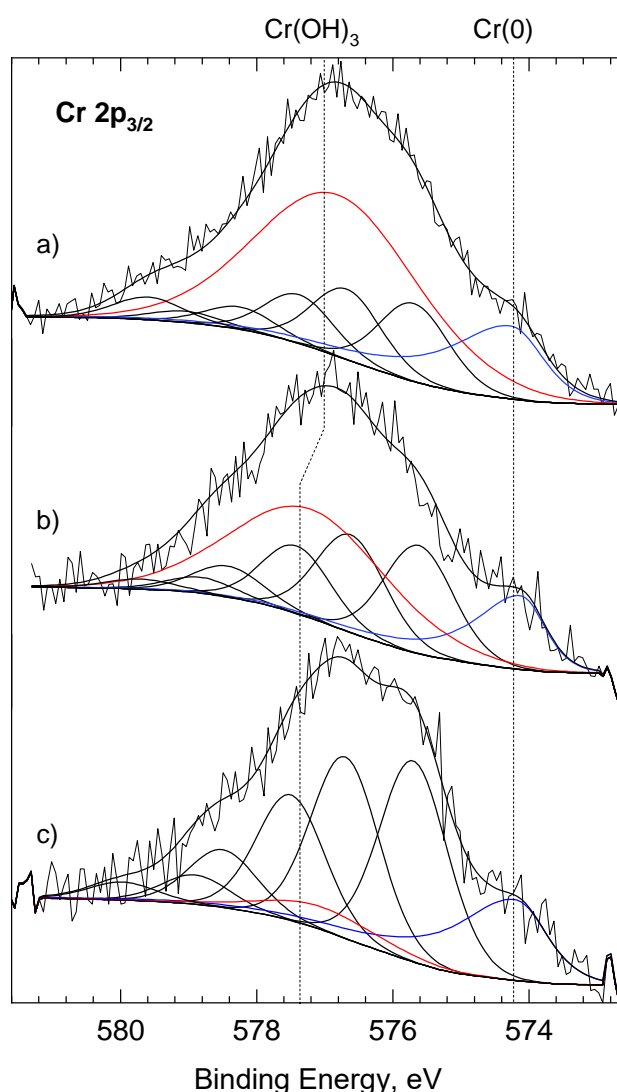 Cr(OH)3 Cr(0)
Cr 2p3/2
a)
b)
c)
580 578 576 574
Binding Energy, eV